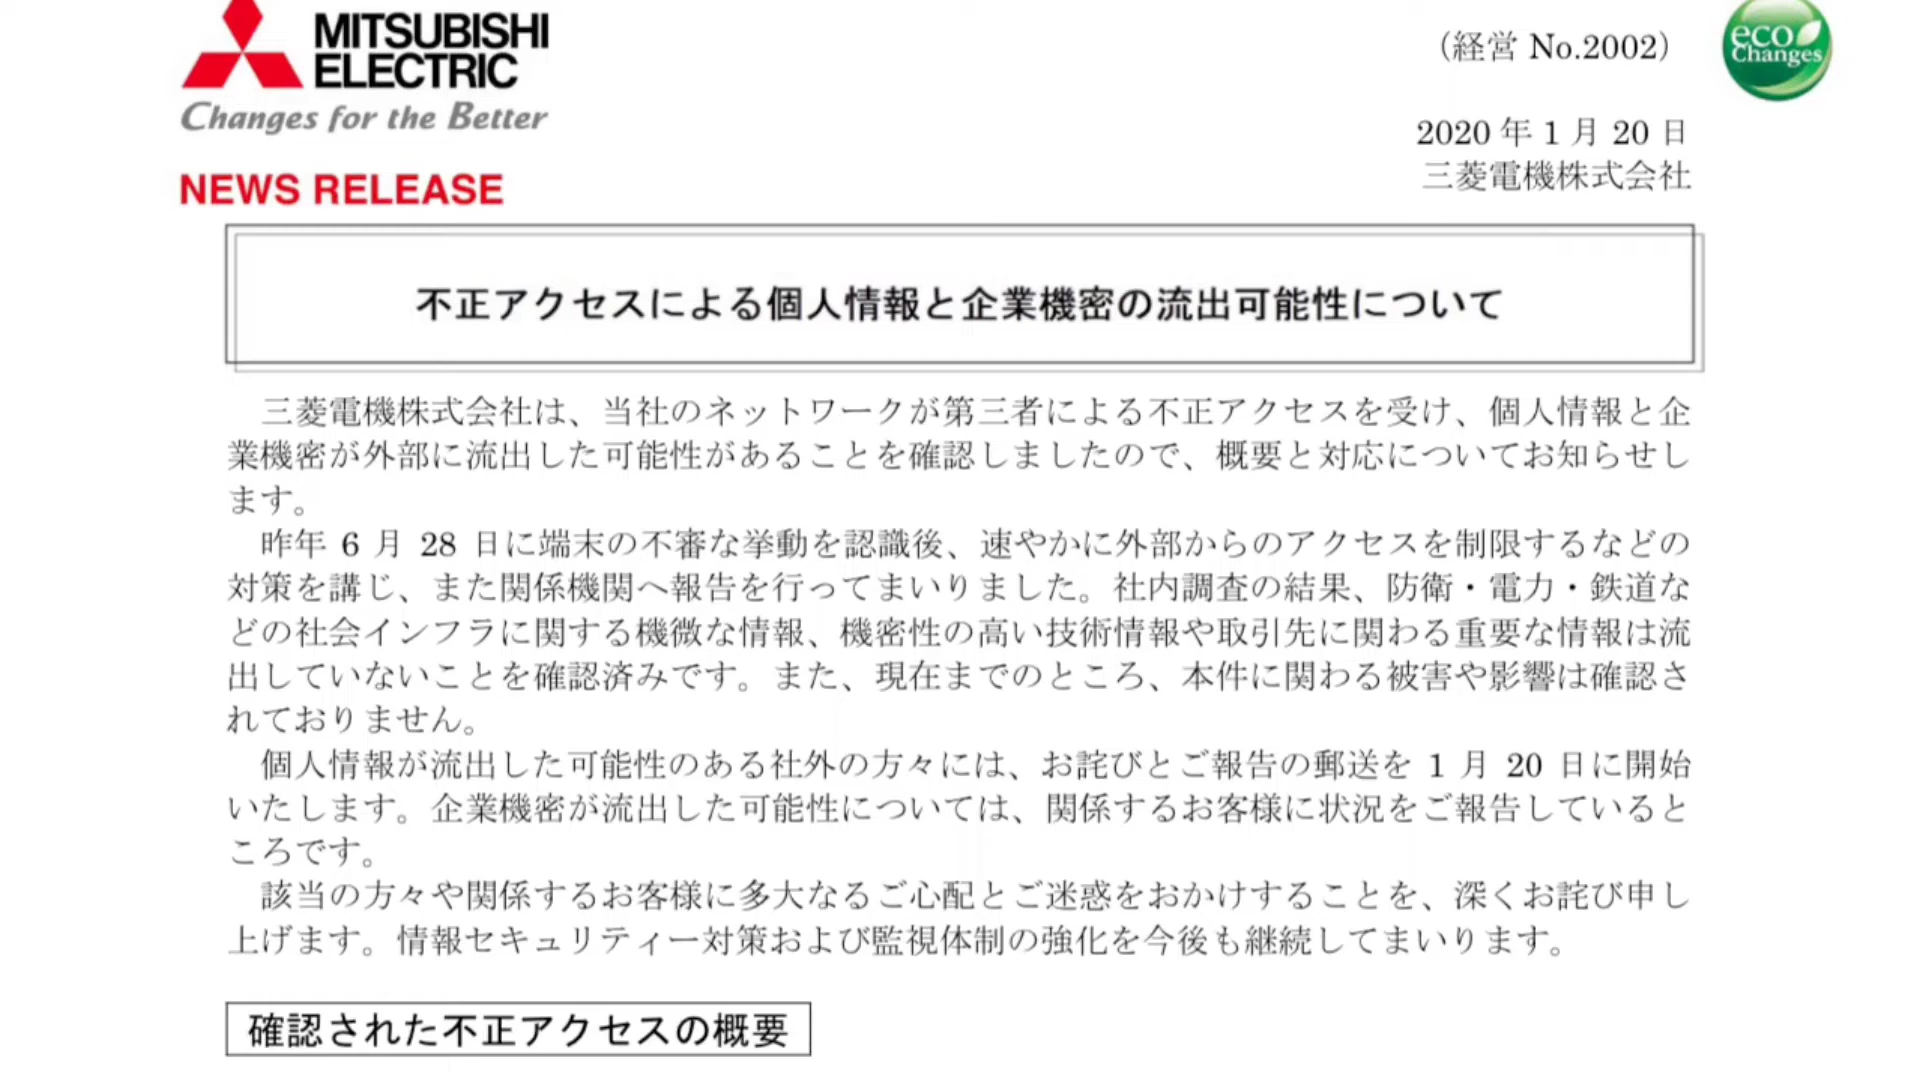 MITSUBISHI
ELECTRIC
Changes for the Better
(経営 No.2002)
eco
Changes
2020 年 1 月 20 日
三菱電機株式会社
NEWS RELEASE
不正アクセスによる個人情報と企業機密の流出可能性について
三菱電機株式会社は、当社のネットワークが第三者による不正アクセスを受け、個人情報と企
業機密が外部に流出した可能性があることを確認しましたので、概要と対応についてお知らせし
ます。
昨年 6 月 28 日に端末の不審な挙動を認識後、速やかに外部からのアクセスを制限するなどの
対策を講じ、また関係機関へ報告を行ってまいりました。社内調査の結果、防衛・電力・鉄道な
どの社会インフラに関する機微な情報、機密性の高い技術情報や取引先に関わる重要な情報は流
出していないことを確認済みです。また、現在までのところ、本件に関わる被害や影響は確認さ
れておりません。
個人情報が流出した可能性のある社外の方々には、お詫びとご報告の郵送を 1 月 20 日に開始
いたします。企業機密が流出した可能性については、関係するお客様に状況をご報告していると
ころです。
該当の方々や関係するお客様に多大なるご心配とご迷惑をおかけすることを、深くお詫び申し
上げます。情報セキュリティー対策および監視体制の強化を今後も継続してまいります。
確認された不正アクセスの概要